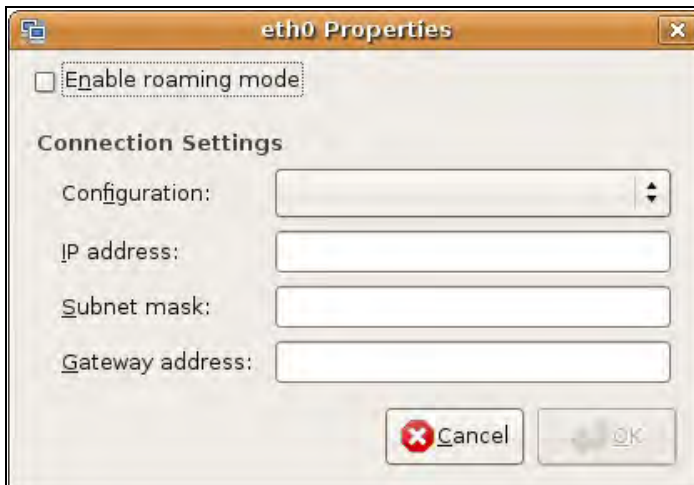 eth0 Properties
Enable roaming mode
Connection Settings
Configuration:
IP address:
Subnet mask:
Gateway address:
Cancel OK